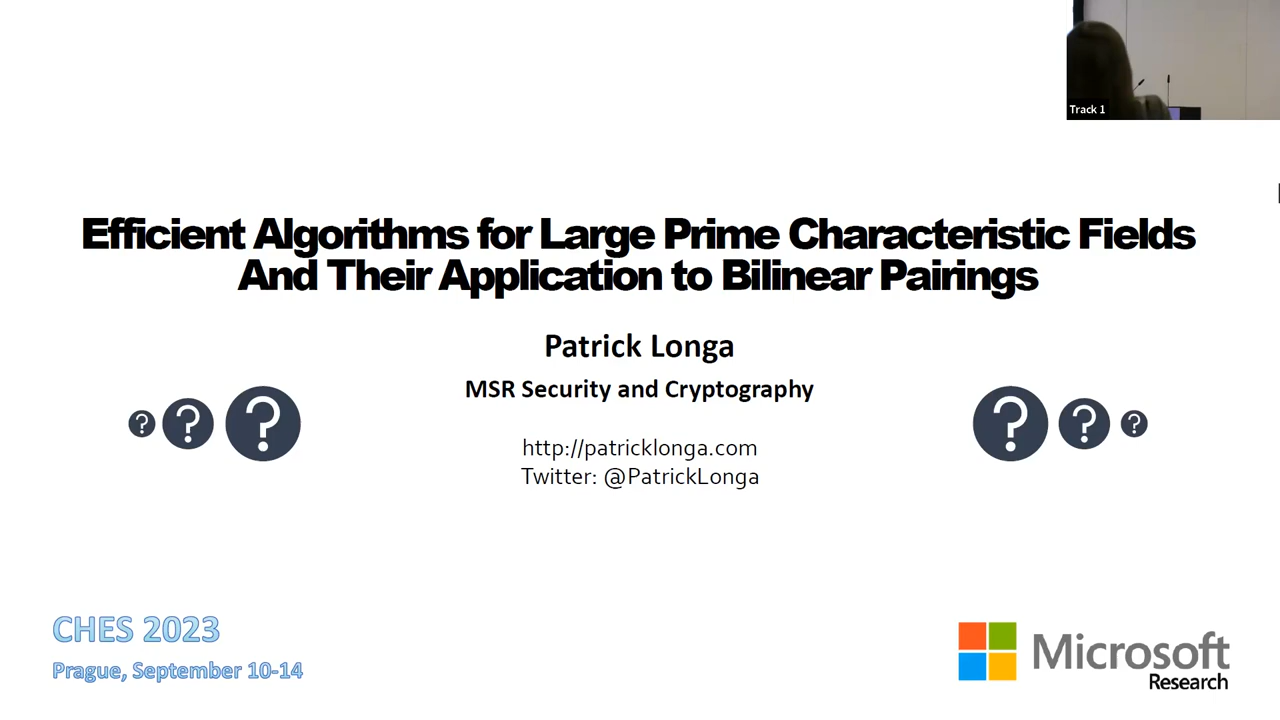 Track 1
Efficient Algorithms for Large Prime Characteristic Fields
And Their Application to Bilinear Pairings
Patrick Longa
MSR Security and Cryptography
? ? ? ? ? ?
http://patricklonga.com
Twitter: @PatrickLonga
CHES 2023
Prague, September 10-14
Microsoft
Research